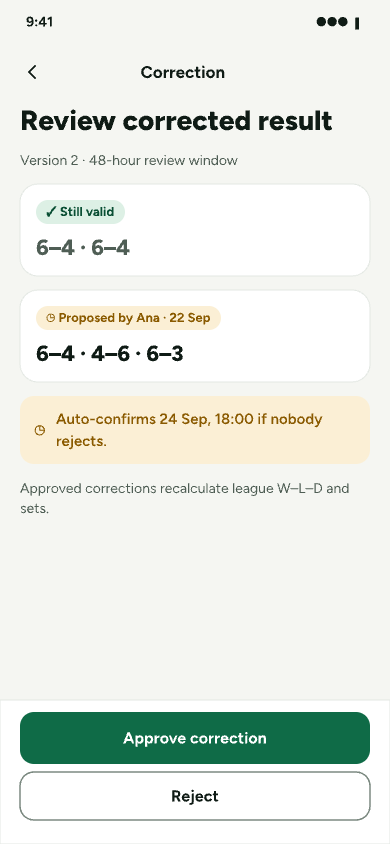 9:41
Correction
Review corrected result
Version 2 · 48-hour review window
✓ Still valid
6–4 · 6–4
Proposed by Ana · 22 Sep
6–4 · 4–6 · 6–3
Auto-confirms 24 Sep, 18:00 if nobody
rejects.
Approved corrections recalculate league W–L–D and
sets.
Approve correction
Reject